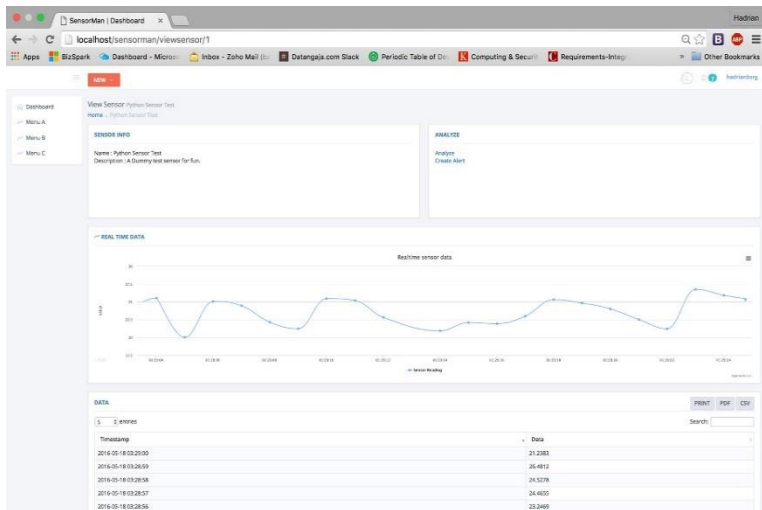 SensorMan | Dashboard
Hadrian
localhost/sensorman/viewsensor/1
Apps
BizSpark
Dashboard - Micros
Inbox - Zoho Mail
Datangaja.com Slack
Periodic Table of De
Computing & Securit
Requirements-Integr
» Other Bookmarks
NEW
Dashboard
Menu A
Menu B
Menu C
View Sensor Python Sensor Test
Home Python Sensor Test
SENSOR INFO
Name : Python Sensor Test
Description : A Dummy test sensor for fun.
ANALYZE
Analyze
Create Alert
REAL TIME DATA
Realtime sensor data
Sensor Reading
DATA
PRINT PDF CSV
5 entries
Search:
Timestamp Data
2016-05-18 03:29:00 21.2383
2016-05-18 03:28:59 26.4812
2016-05-18 03:28:58 24.5278
2016-05-18 03:28:57 24.4655
2016-05-18 03:28:56 23.2469